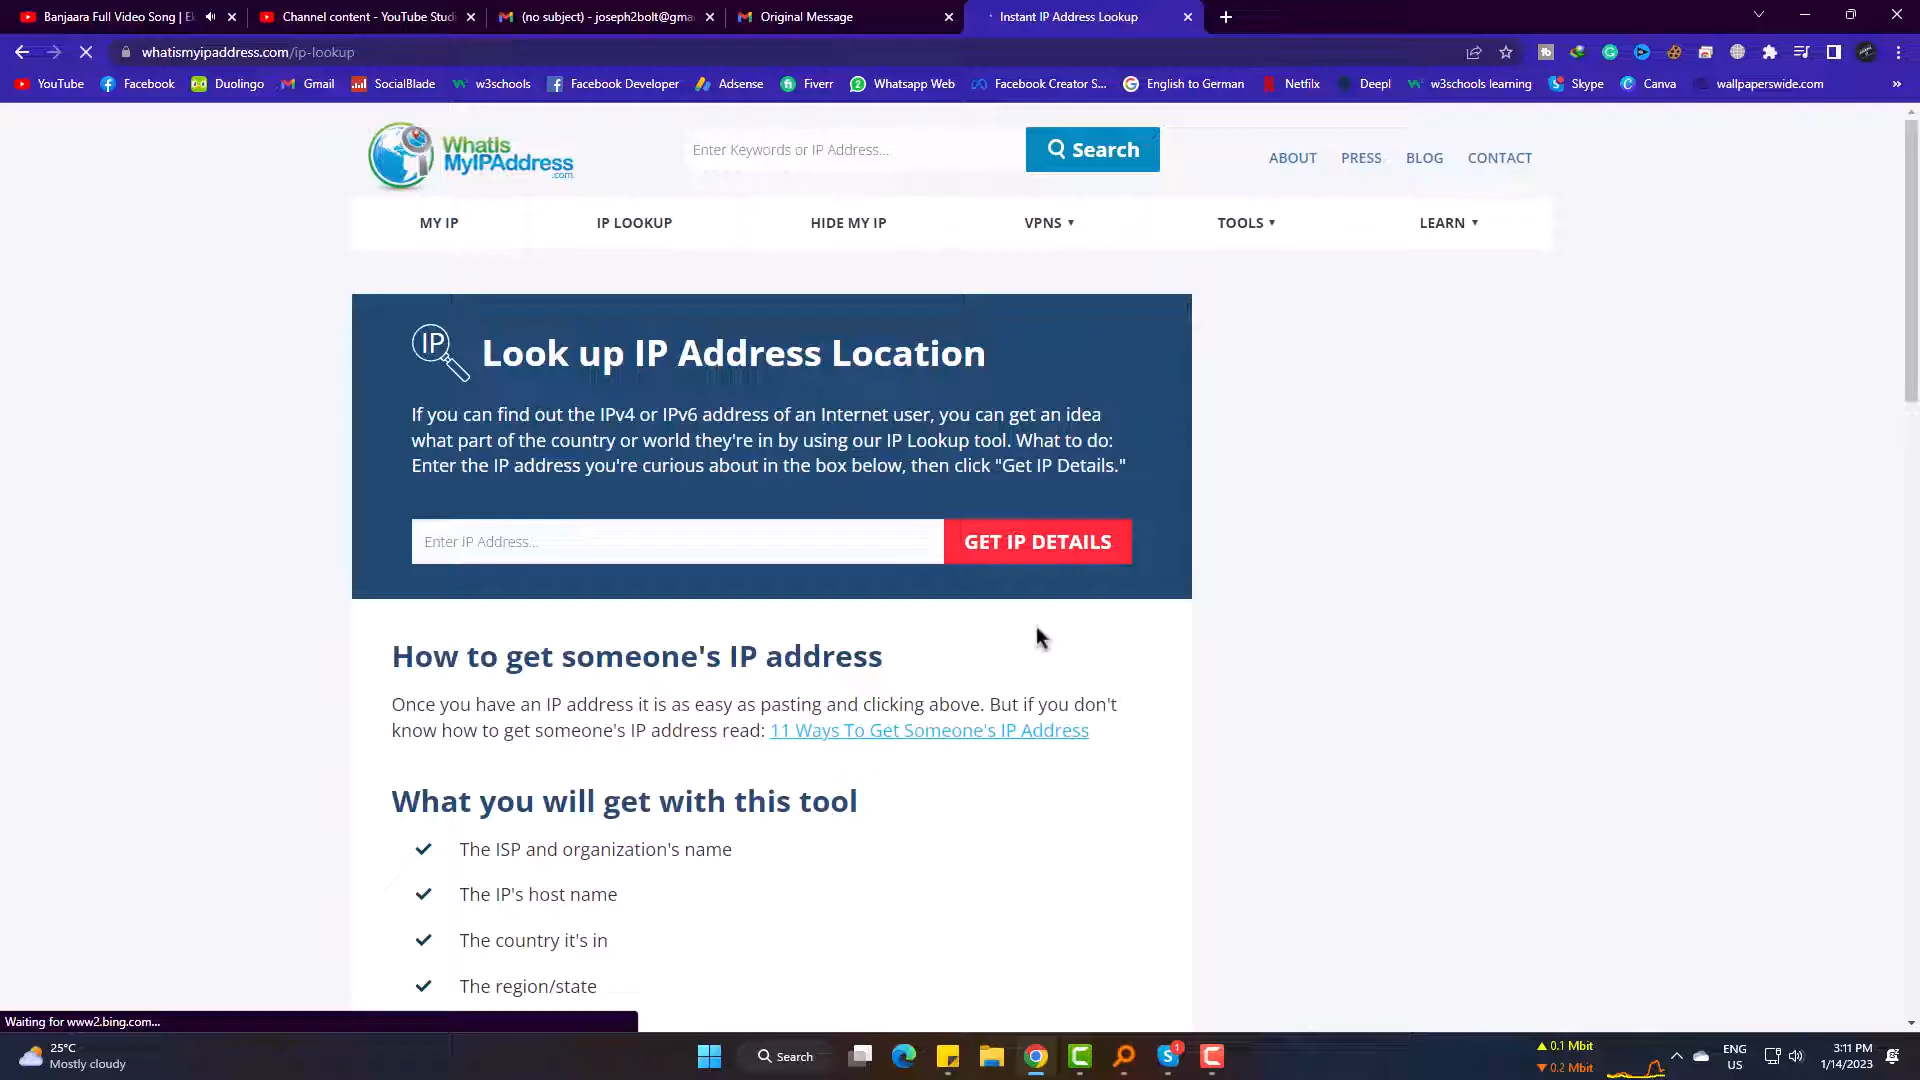 Banjaara Full Video Song | Ek
Channel content - YouTube Studi
(no subject) - joseph2bolt@gmai
Original Message
Instant IP Address Lookup
whatismyipaddress.com/ip-lookup
YouTube
Facebook
Duolingo
Gmail
SocialBlade
w3schools
Facebook Developer
Adsense
Fiverr
Whatsapp Web
Facebook Creator S...
English to German
Netfilx
Deepl
w3schools learning
Skype
Canva
wallpaperswide.com
»
WhatIs
MyIPAddress
.com
Enter Keywords or IP Address...
Search
ABOUT
PRESS
BLOG
CONTACT
MY IP
IP LOOKUP
HIDE MY IP
VPNS
TOOLS
LEARN
IP
Look up IP Address Location
If you can find out the IPv4 or IPv6 address of an Internet user, you can get an idea
what part of the country or world they're in by using our IP Lookup tool. What to do:
Enter the IP address you're curious about in the box below, then click "Get IP Details."
Enter IP Address...
GET IP DETAILS
How to get someone's IP address
Once you have an IP address it is as easy as pasting and clicking above. But if you don't
know how to get someone's IP address read: 11 Ways To Get Someone's IP Address
What you will get with this tool
The ISP and organization's name
The IP's host name
The country it's in
The region/state
Waiting for www2.bing.com...
25°C
Mostly cloudy
Search
1
0.1 Mbit
0.2 Mbit
ENG
US
3:11 PM
1/14/2023